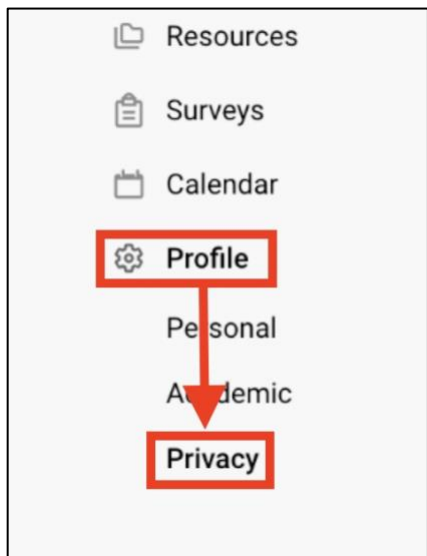 Resources
Surveys
Calendar
Profile
Personal
Academic
Privacy